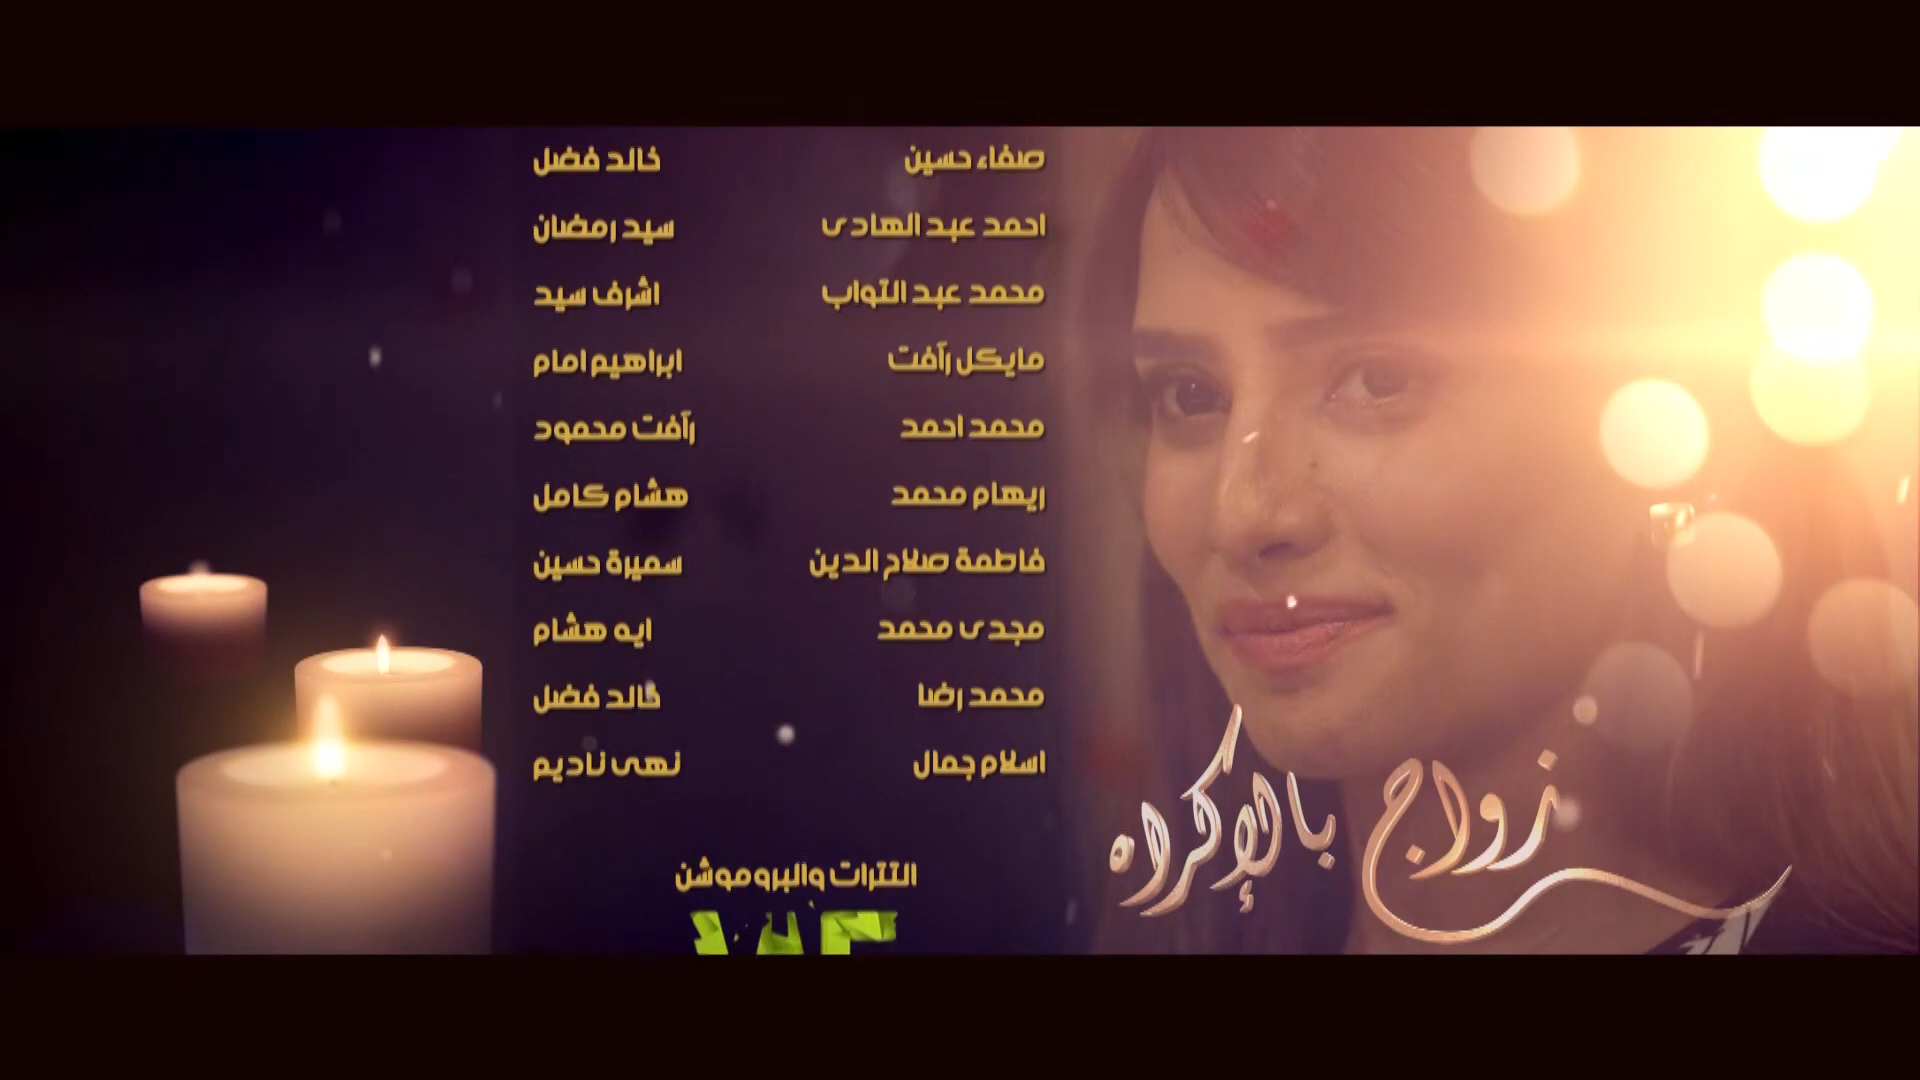 صفاء حسين خالد فضل
احمد عبد الهادى سيد رمضان
محمد عبد التواب اشرف سيد
مايكل رآفت ابراهيم امام
محمد احمد رآفت محمود
ريهام محمد هشام كامل
فاطمة صلاح الدين سميرة حسين
مجدى محمد ايه هشام
محمد رضا خالد فضل
اسلام جمال نهى ناديم
التترات والبروموشن
زواج بالإكراه